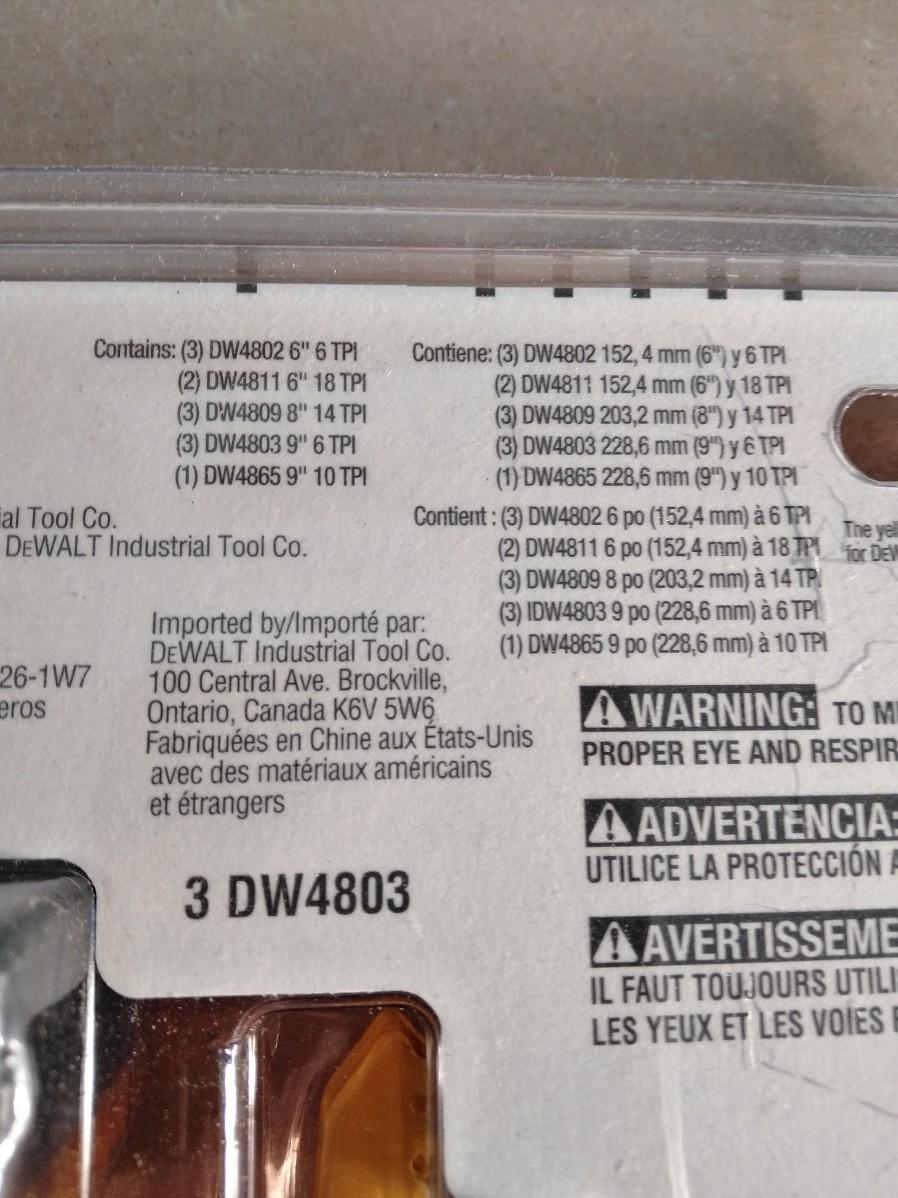 Contains: (3) DW4802 6" 6 TPI
(2) DW4811 6" 18 TPI
(3) DW4809 8" 14 TPI
(3) DW4803 9" 6 TPI
(1) DW4865 9" 10 TPI
Contiene: (3) DW4802 152, 4 mm (6") y 6 TPI
(2) DW4811 152,4 mm (6") y 18 TPI
(3) DW4809 203,2 mm (8") y 14 TPI
(3) DW4803 228,6 mm (9") y 6 TPI
(1) DW4865 228,6 mm (9") y 10 TPI
Contient : (3) DW4802 6 po (152,4 mm) à 6 TPI
(2) DW4811 6 po (152,4 mm) à 18 TPI
(3) DW4809 8 po (203,2 mm) à 14 TPI
(3) IDW4803 9 po (228,6 mm) à 6 TPI
(1) DW4865 9 po (228,6 mm) à 10 TPI
ial Tool Co.
DEWALT Industrial Tool Co.
The yel
for DeW
26-1W7
eros
Imported by/Importé par:
DEWALT Industrial Tool Co.
100 Central Ave. Brockville,
Ontario, Canada K6V 5W6
Fabriquées en Chine aux États-Unis
avec des matériaux américains
et étrangers
3 DW4803
WARNING: TO MI
PROPER EYE AND RESPIR
ADVERTENCIA:
UTILICE LA PROTECCIÓN A
AVERTISSEME
IL FAUT TOUJOURS UTILI
LES YEUX ET LES VOIES